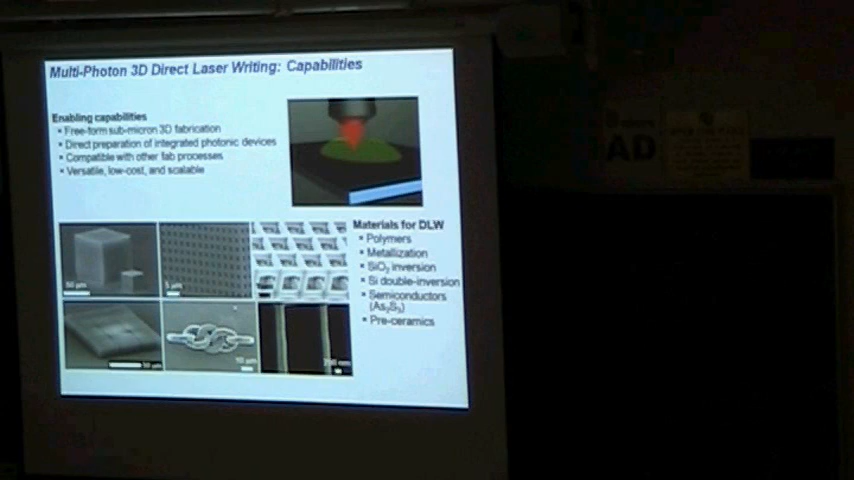 Multi-Photon 3D Direct Laser Writing: Capabilities
Enabling capabilities
• Free-form sub-micron 3D fabrication
• Direct preparation of integrated photonic devices
• Compatible with other fab processes
• Versatile, low-cost, and scalable
Materials for DLW
• Polymers
• Metallization
• SiO₂ inversion
• Si double-inversion
• Semiconductors
(As₂S₃)
• Pre-ceramics
50 µm
5 µm
10 µm
AD